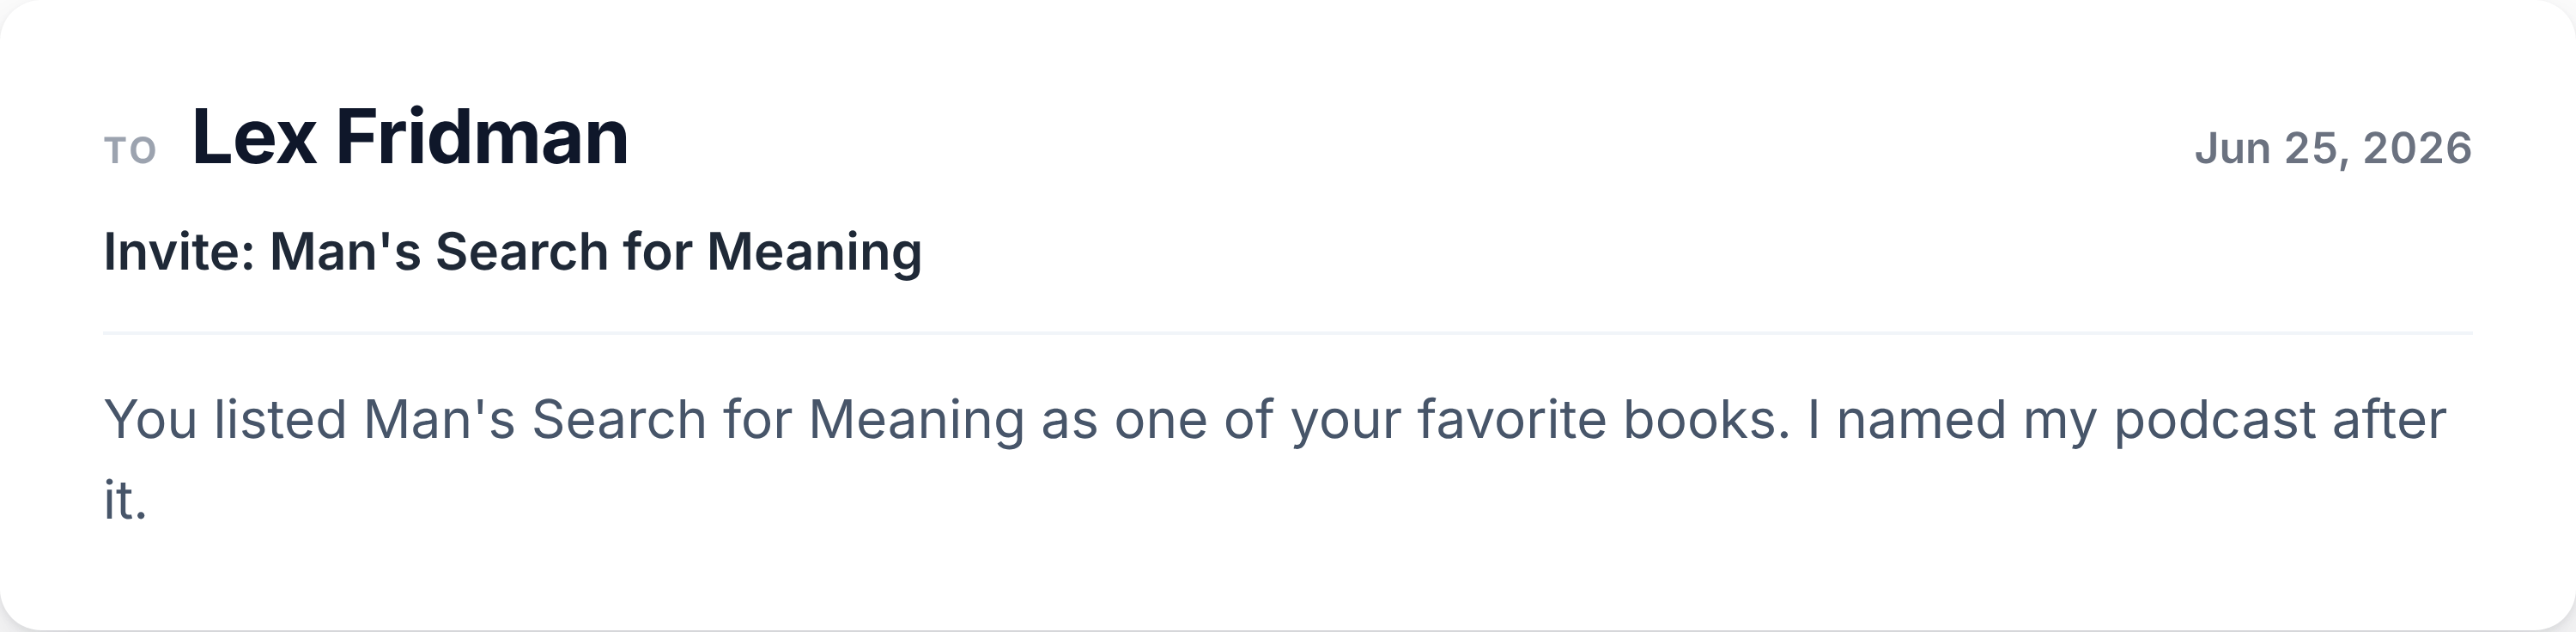 TO Lex Fridman Jun 25, 2026
Invite: Man's Search for Meaning
You listed Man's Search for Meaning as one of your favorite books. I named my podcast after
it.